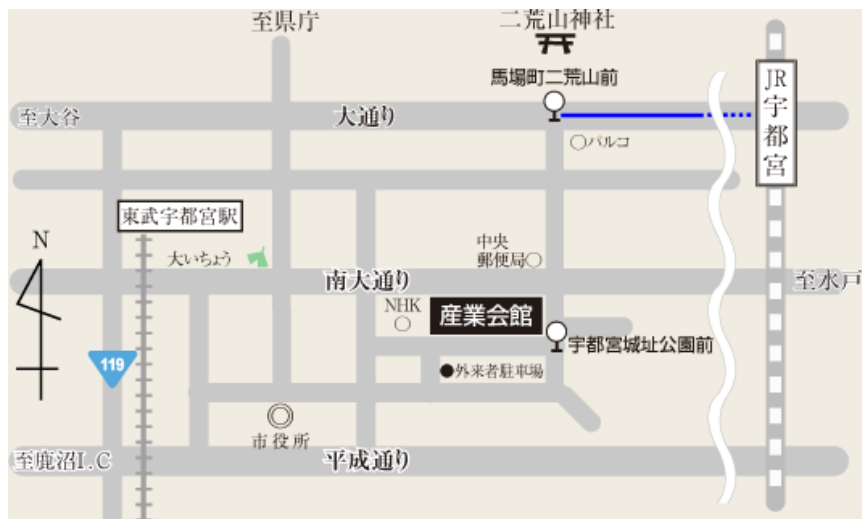 至県庁
二荒山神社
馬場町二荒山前
JR宇都宮
至大谷
大通り
○パルコ
東武宇都宮駅
N
大いちょう
中央
郵便局○
南大通り
至水戸
NHK
○
産業会館
宇都宮城址公園前
119
●外来者駐車場
◎
市役所
至鹿沼I.C
平成通り